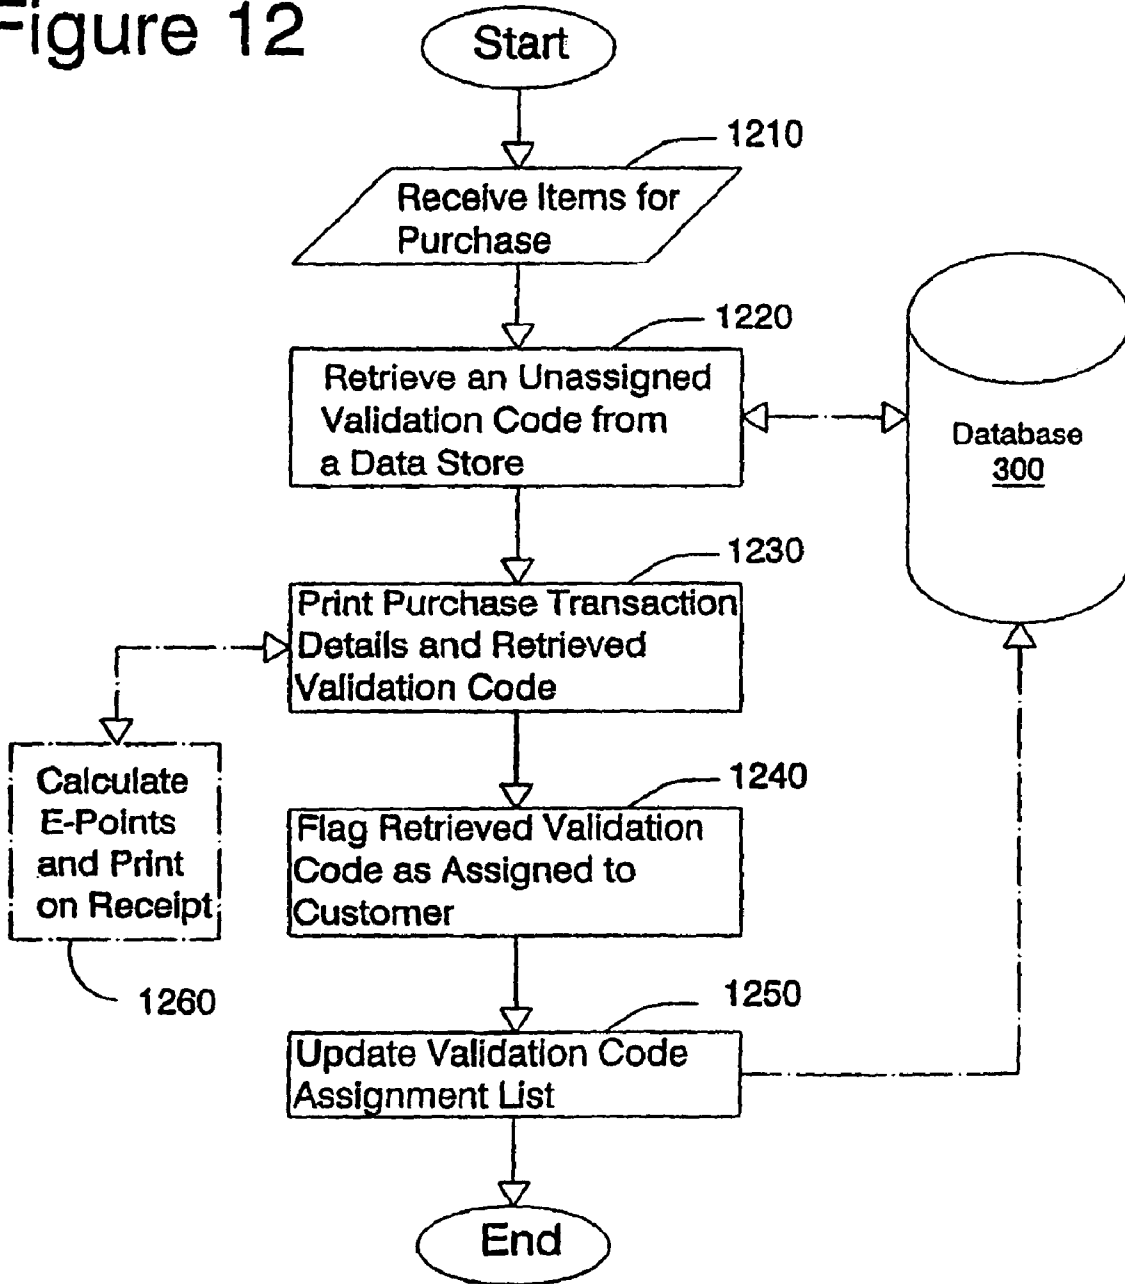 Figure 12
Start
1210
Receive Items for
Purchase
1220
Retrieve an Unassigned
Validation Code from
a Data Store
Database
300
1230
Print Purchase Transaction
Details and Retrieved
Validation Code
Calculate
E-Points
and Print
on Receipt
1260
1240
Flag Retrieved Validation
Code as Assigned to
Customer
1250
Update Validation Code
Assignment List
End